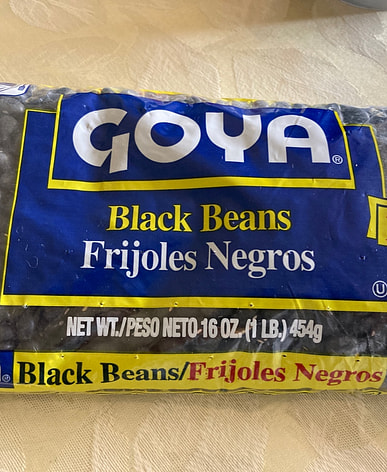 GOYA®
Black Beans
Frijoles Negros
U
NET WT./PESO NETO 16 OZ. (1 LB.) 454g
Black Beans/Frijoles Negros